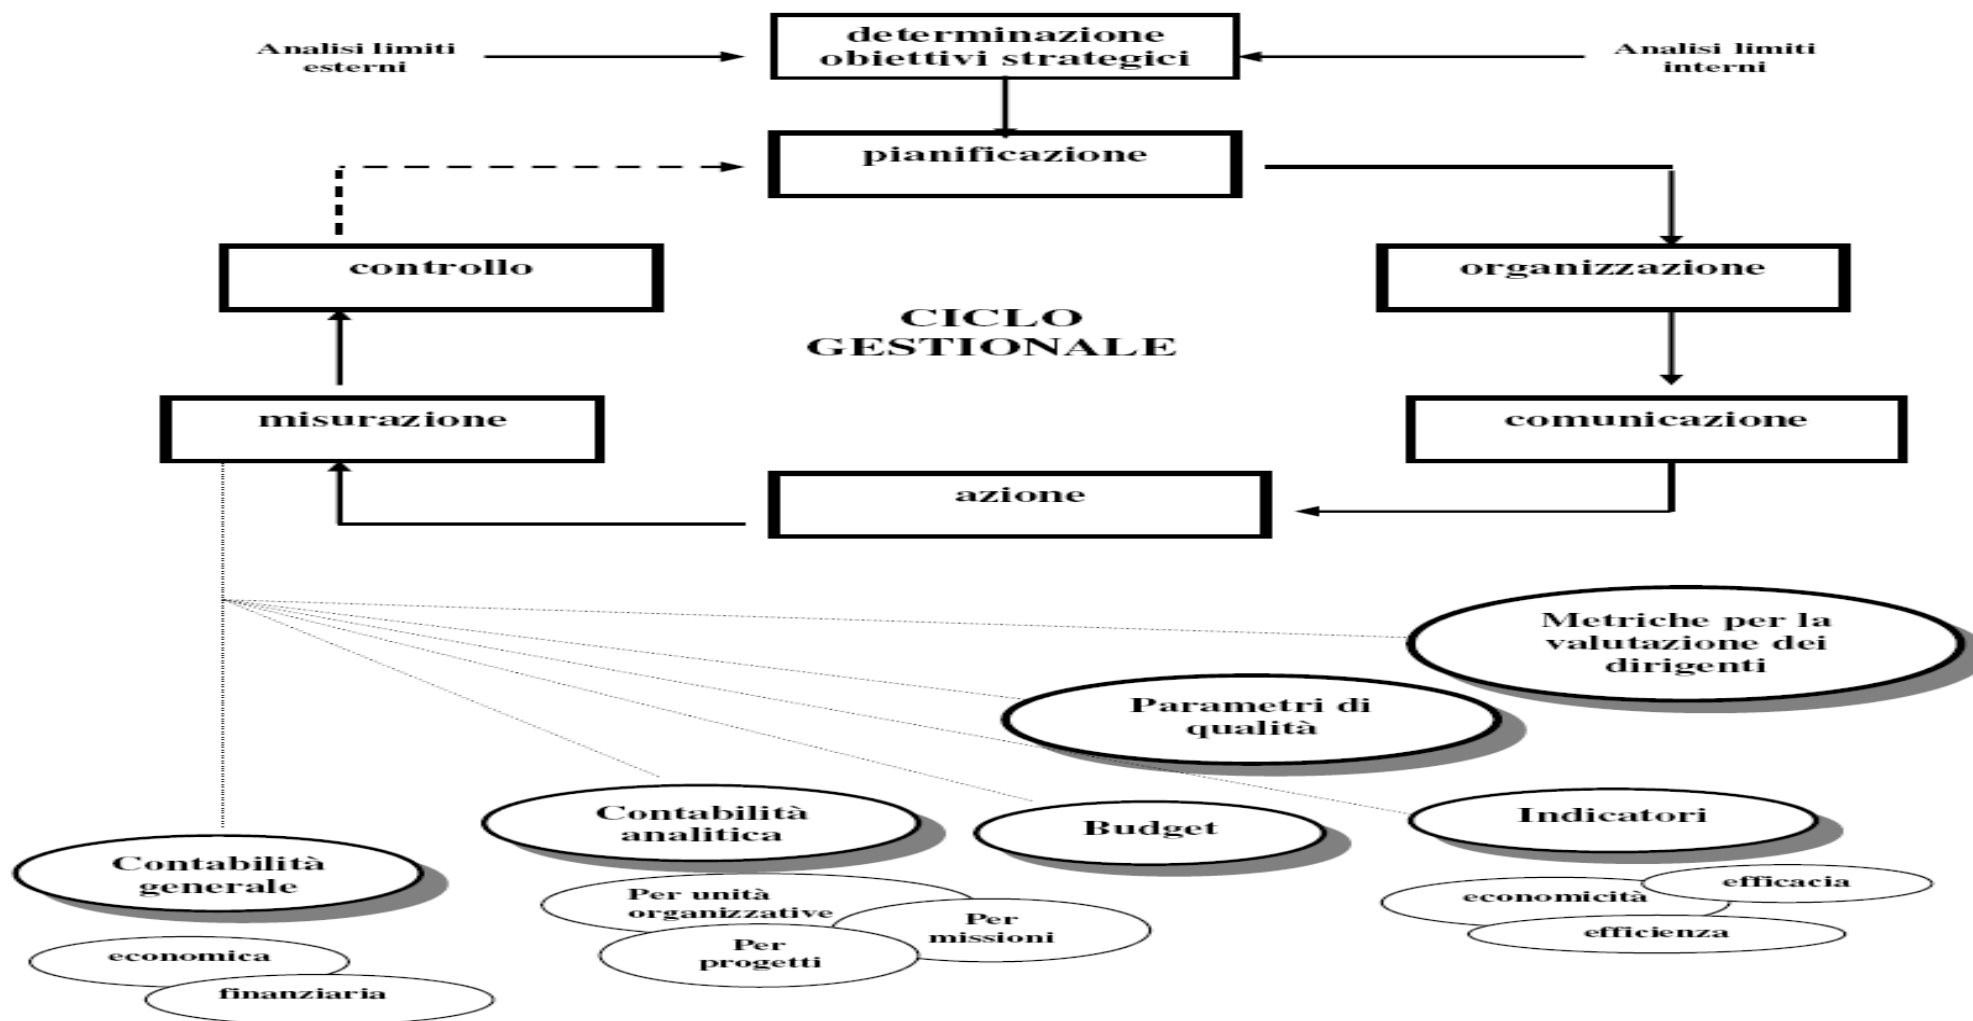 determinazione
obiettivi strategici
Analisi limiti
esterni
Analisi limiti
interni
pianificazione
controllo
organizzazione
CICLO
GESTIONALE
misurazione
comunicazione
azione
Metriche per la
valutazione dei
dirigenti
Parametri di
qualità
Contabilità
analitica
Budget
Indicatori
Contabilità
generale
Per unità
organizzative
Per
missioni
Per
progetti
economicità
efficacia
efficienza
economica
finanziaria